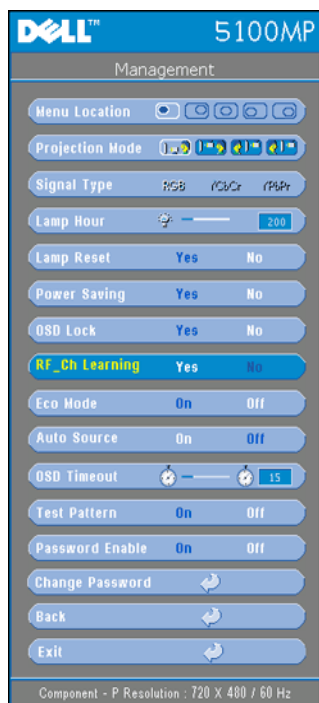 DELL™ 5100MP
Management
Menu Location
Projection Mode
Signal Type RGB YCbCr YPbPr
Lamp Hour 200
Lamp Reset Yes No
Power Saving Yes No
OSD Lock Yes No
RF_Ch Learning Yes No
Eco Mode On Off
Auto Source On Off
OSD Timeout 15
Test Pattern On Off
Password Enable On Off
Change Password
Back
Exit
Component - P Resolution : 720 X 480 / 60 Hz